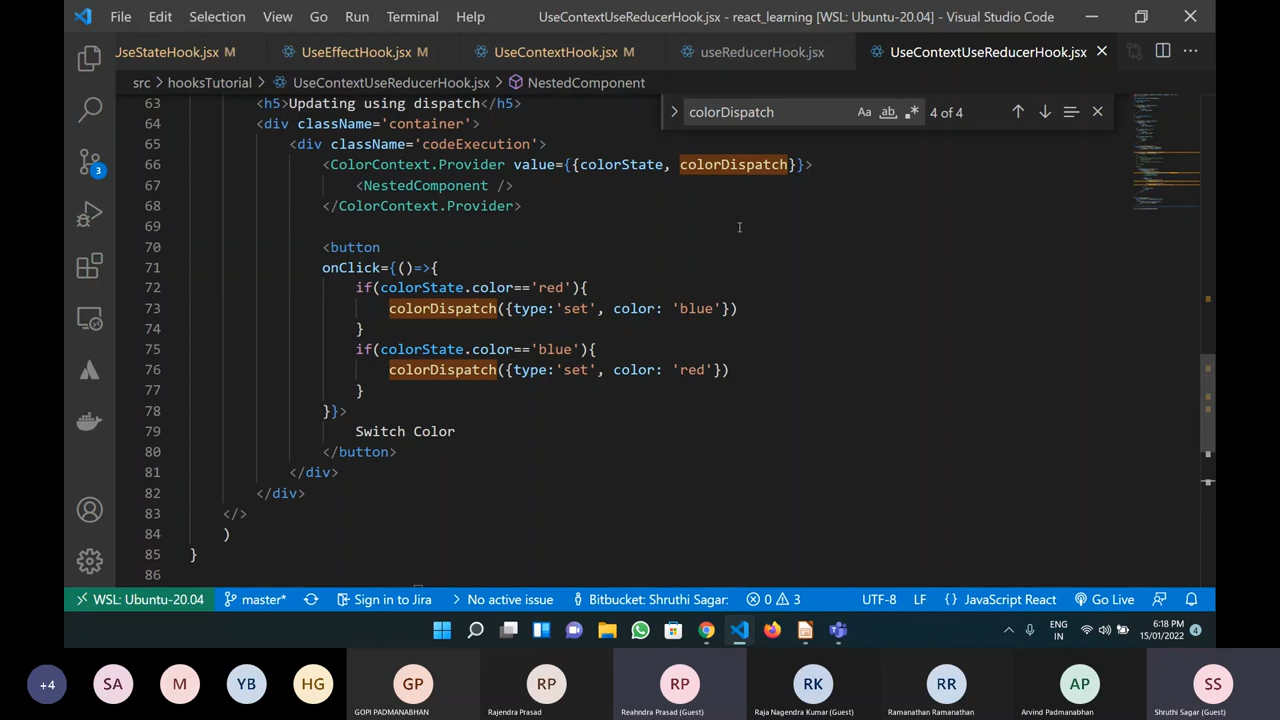 File Edit Selection View Go Run Terminal Help UseContextUseReducerHook.jsx - react_learning [WSL: Ubuntu-20.04] - Visual Studio Code
UseStateHook.jsx M UseEffectHook.jsx M UseContextHook.jsx M useReducerHook.jsx UseContextUseReducerHook.jsx
src > hooksTutorial > UseContextUseReducerHook.jsx > NestedComponent
colorDispatch Aa ab .* 4 of 4
63 <h5>Updating using dispatch</h5>
64 <div className='container'>
65 <div className='codeExecution'>
66 <ColorContext.Provider value={{colorState, colorDispatch}}>
67 <NestedComponent />
68 </ColorContext.Provider>
69
70 <button
71 onClick={()=>{
72 if(colorState.color=='red'){
73 colorDispatch({type:'set', color: 'blue'})
74 }
75 if(colorState.color=='blue'){
76 colorDispatch({type:'set', color: 'red'})
77 }
78 }}>
79 Switch Color
80 </button>
81 </div>
82 </div>
83 </>
84 )
85 }
86
3
WSL: Ubuntu-20.04 master* Sign in to Jira No active issue Bitbucket: Shruthi Sagar: 0 3 UTF-8 LF {} JavaScript React Go Live
ENG IN 6:18 PM 15/01/2022 4
+4 SA M YB HG GP RP RP RK RR AP SS
GOPI PADMANABHAN Rajendra Prasad Reahndra Prasad (Guest) Raja Nagendra Kumar (Guest) Ramanathan Ramanathan Arvind Padmanabhan Shruthi Sagar (Guest)